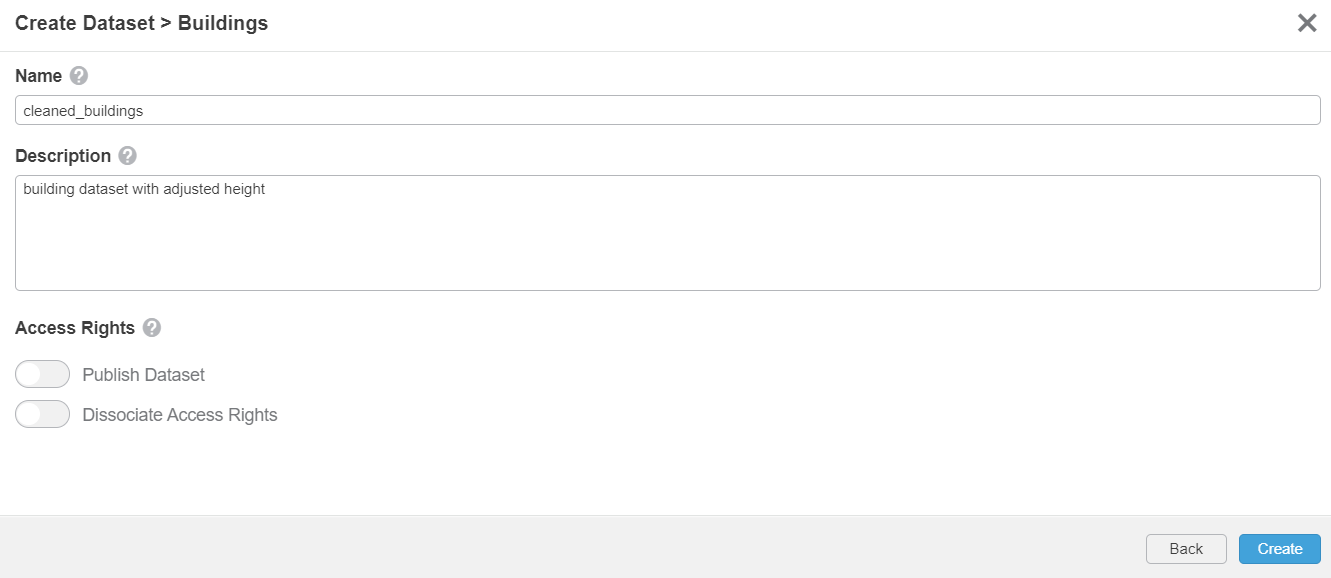 Create Dataset > Buildings
Name
cleaned_buildings
Description
building dataset with adjusted height
Access Rights
Publish Dataset
Dissociate Access Rights
Back Create